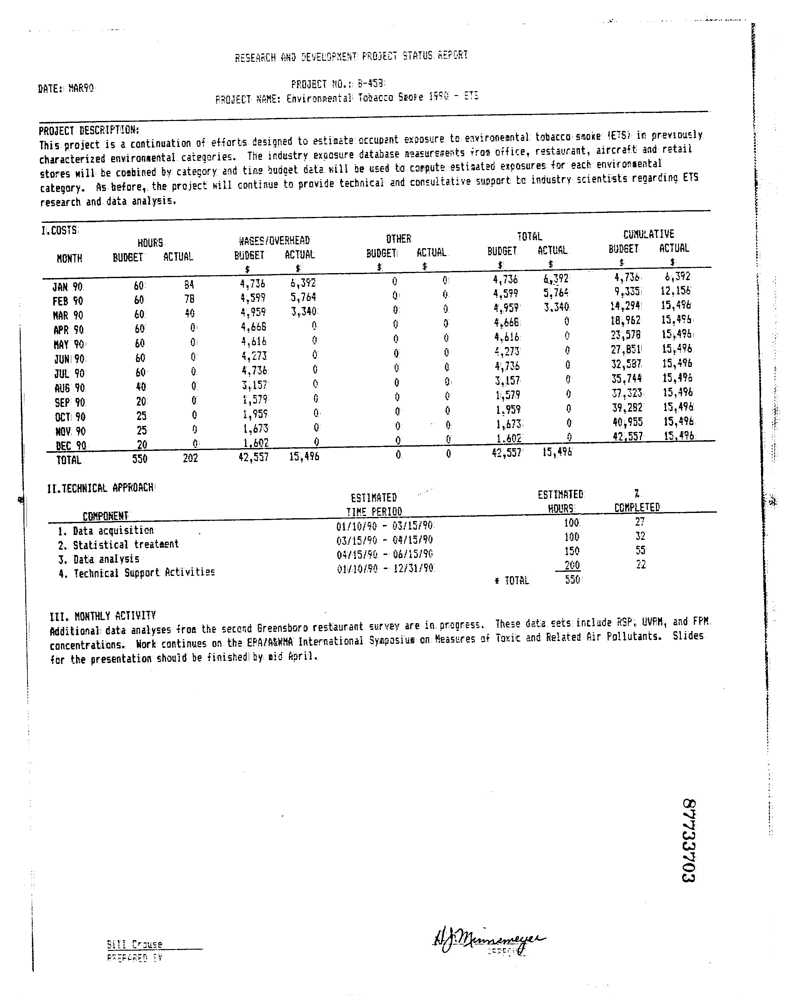 RESEARCH AND DEVELOPMENT PROJECT STATUS REPORT
DATE: MAR90
PROJECT NO.: B-453
PROJECT NAME: Environmental Tobacco Smoke 1990 - ETS
PROJECT DESCRIPTION:
This project is a continuation of efforts designed to estimate occupant exposure to environmental tobacco smoke (ETS) in previously
characterized environmental categories. The industry exposure database measurements from office, restaurant, aircraft and retail
stores will be combined by category and time budget data will be used to compute estimated exposures for each environmental
category. As before, the project will continue to provide technical and consultative support to industry scientists regarding ETS
research and data analysis.
I.COSTS
HOURS WAGES/OVERHEAD OTHER TOTAL CUMULATIVE
MONTH BUDGET ACTUAL BUDGET ACTUAL BUDGET ACTUAL BUDGET ACTUAL BUDGET ACTUAL
$ $ $ $ $ $ $ $
JAN 90 60 84 4,736 6,392 0 0 4,736 6,392 4,736 6,392
FEB 90 60 78 4,599 5,764 0 0 4,599 5,764 9,335 12,156
MAR 90 60 40 4,959 3,340 0 0 4,959 3,340 14,294 15,496
APR 90 60 0 4,668 0 0 0 4,668 0 18,962 15,496
MAY 90 60 0 4,616 0 0 0 4,616 0 23,578 15,496
JUN 90 60 0 4,273 0 0 0 4,273 0 27,851 15,496
JUL 90 60 0 4,736 0 0 0 4,736 0 32,587 15,496
AUG 90 40 0 3,157 0 0 0 3,157 0 35,744 15,496
SEP 90 20 0 1,579 0 0 0 1,579 0 37,323 15,496
OCT 90 25 0 1,959 0 0 0 1,959 0 39,282 15,496
NOV 90 25 0 1,673 0 0 0 1,673 0 40,955 15,496
DEC 90 20 0 1,602 0 0 0 1.602 0 42,557 15,496
TOTAL 550 202 42,557 15,496 0 0 42,557 15,496
II.TECHNICAL APPROACH
ESTIMATED ESTIMATED %
COMPONENT TIME PERIOD HOURS COMPLETED
1. Data acquisition 01/10/90 - 03/15/90 100 27
2. Statistical treatment 03/15/90 - 04/15/90 100 32
3. Data analysis 04/15/90 - 06/15/90 150 55
4. Technical Support Activities 01/10/90 - 12/31/90 200 22
* TOTAL 550
III. MONTHLY ACTIVITY
Additional data analyses from the second Greensboro restaurant survey are in progress. These data sets include RSP, UVPM, and FPM
concentrations. Work continues on the EPA/A&WMA International Symposium on Measures of Toxic and Related Air Pollutants. Slides
for the presentation should be finished by mid April.
87733703
Bill Crouse
PREPARED BY
H.J. Minnemeyer
APPROVED